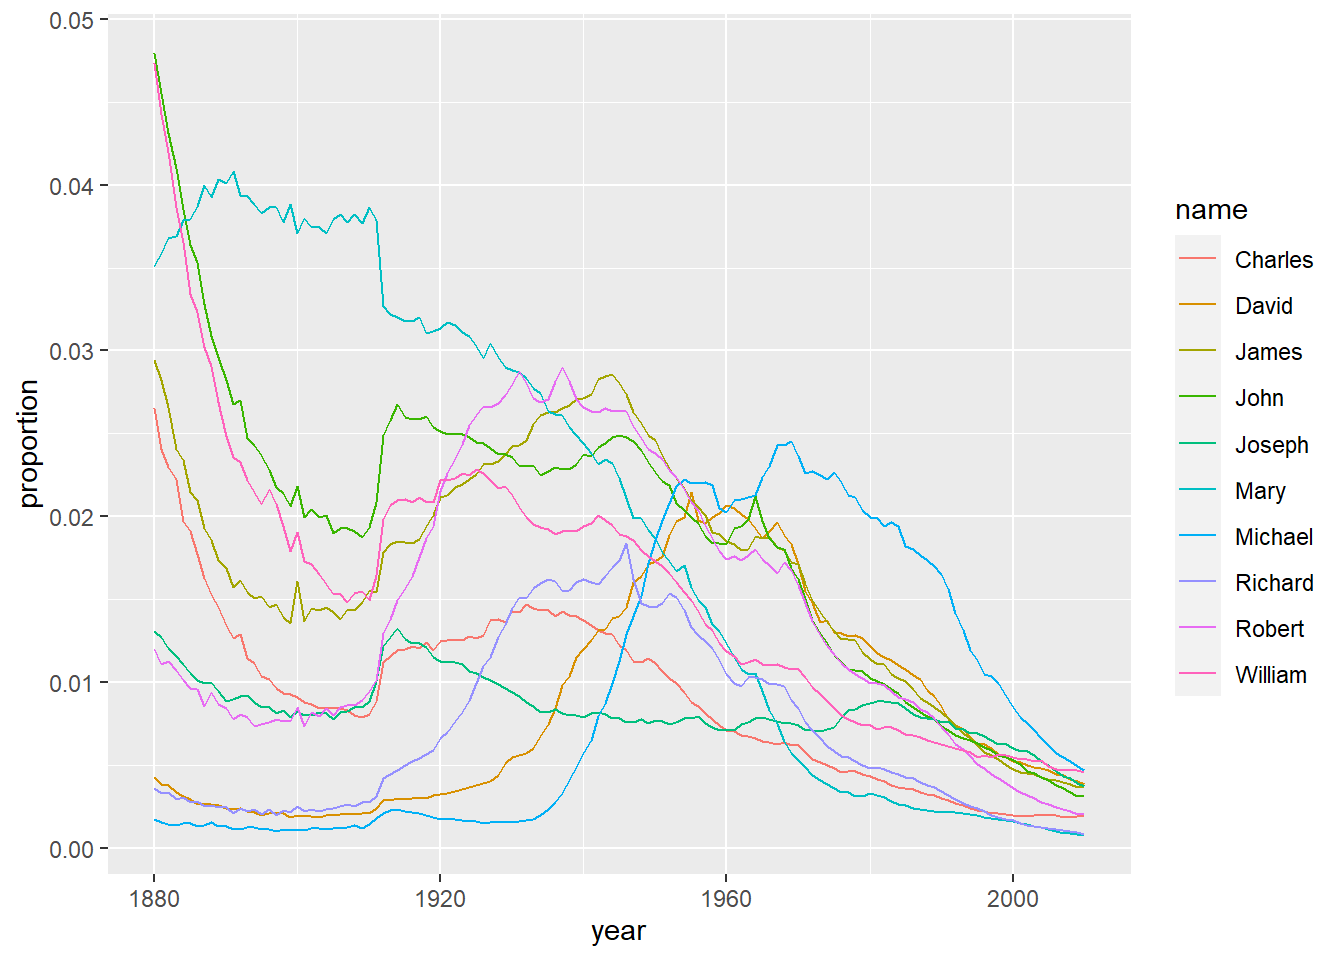 0.05
0.04
0.03
0.02
0.01
0.00
proportion
1880
1920
1960
2000
year
name
Charles
David
James
John
Joseph
Mary
Michael
Richard
Robert
William